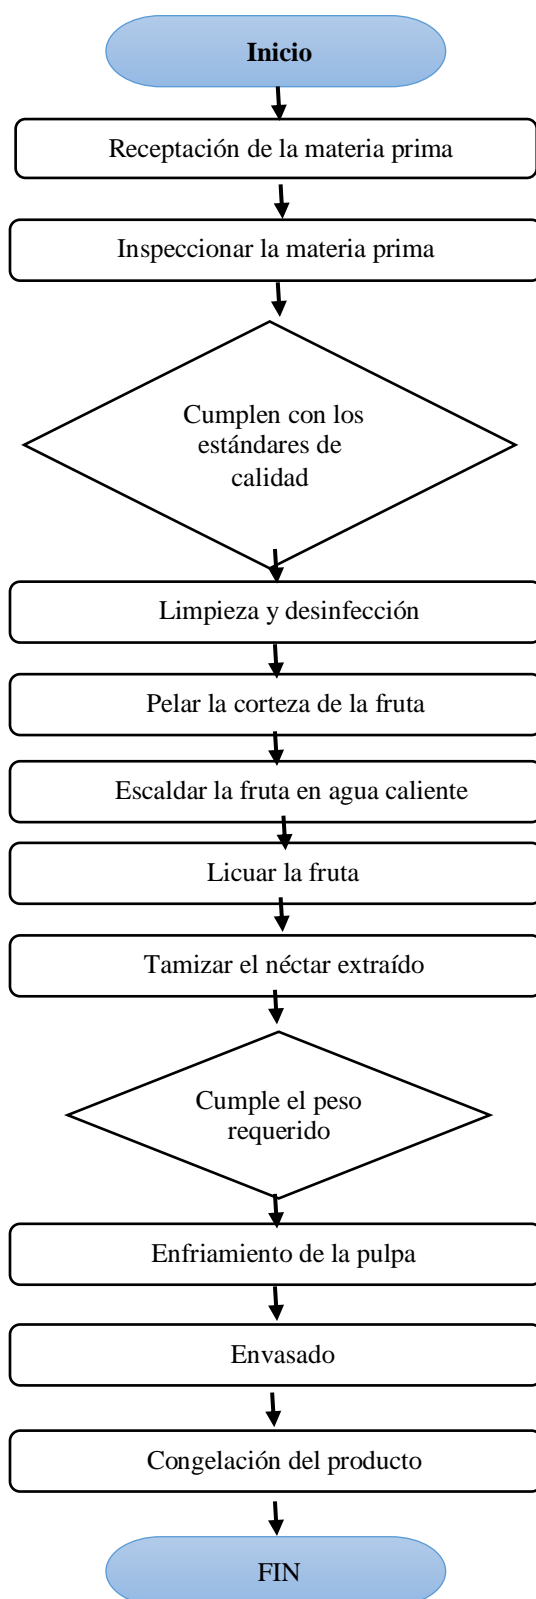 Inicio
Receptación de la materia prima
Inspeccionar la materia prima
Cumplen con los
estándares de
calidad
Limpieza y desinfección
Pelar la corteza de la fruta
Escaldar la fruta en agua caliente
Licuar la fruta
Tamizar el néctar extraído
Cumple el peso
requerido
Enfriamiento de la pulpa
Envasado
Congelación del producto
FIN